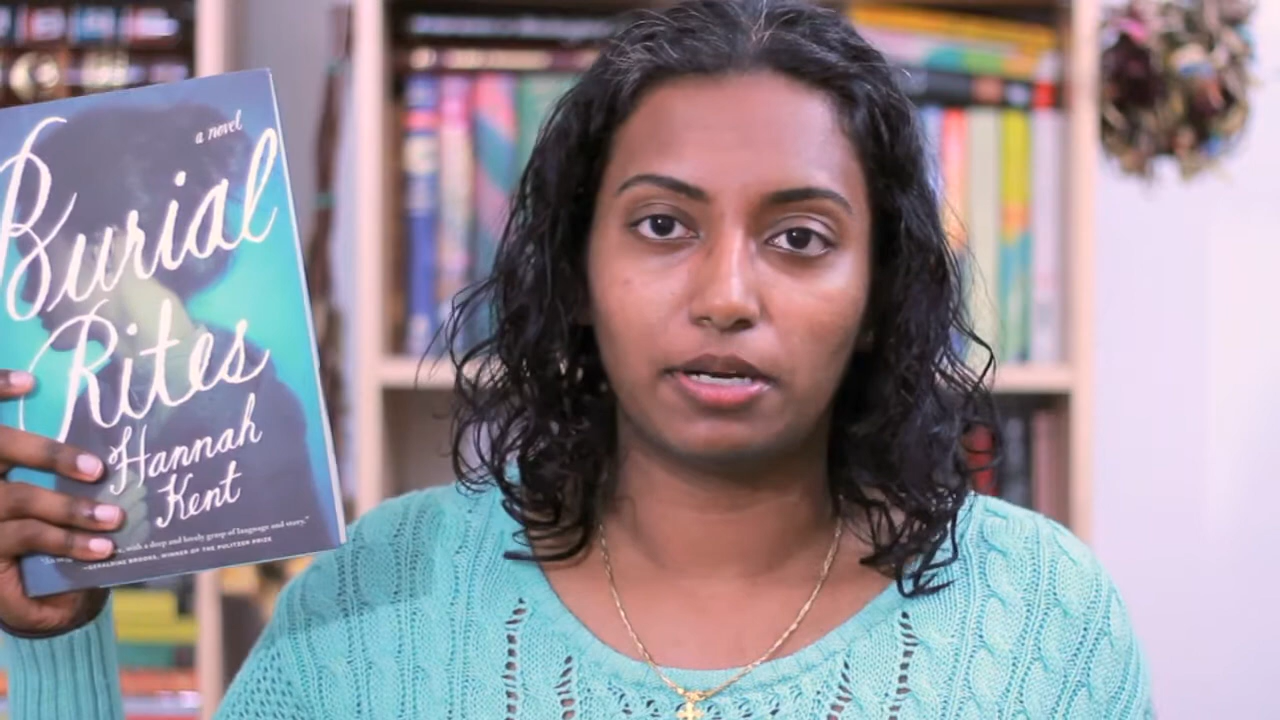 a novel
Burial
Rites
Hannah
Kent
with a deep and lovely grasp of language and story."
—GERALDINE BROOKS, WINNER OF THE PULITZER PRIZE